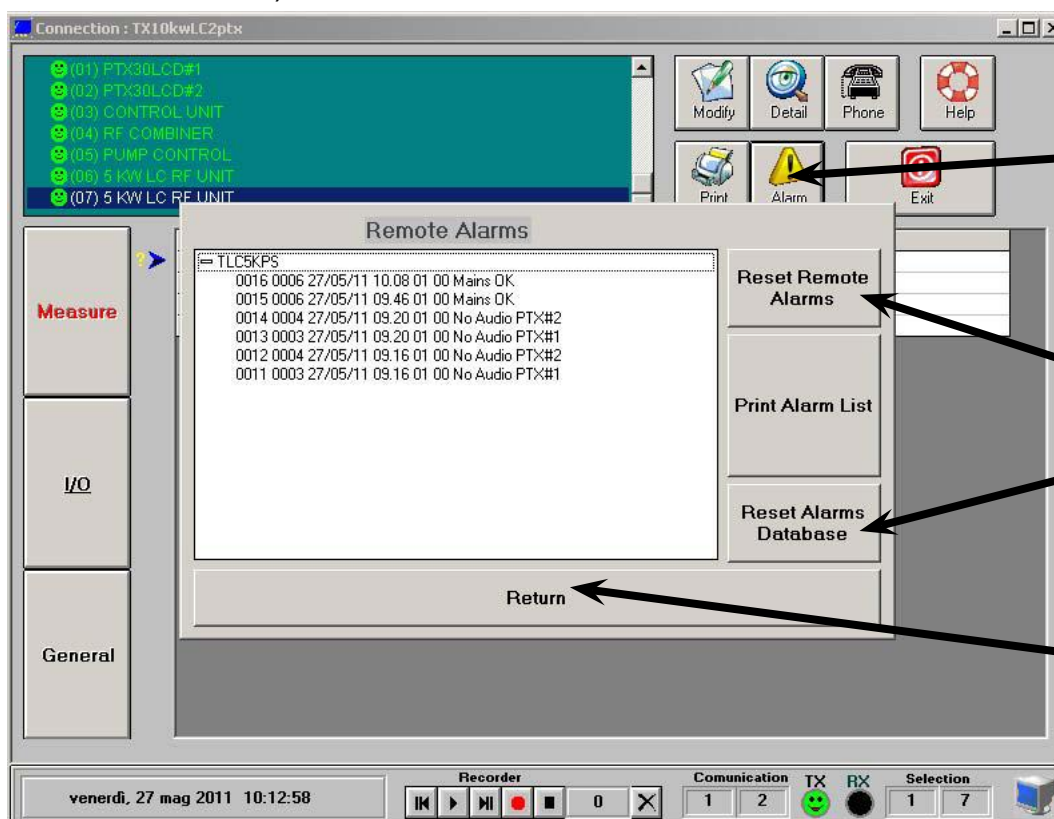 Connection : TX10kwLC2ptx
(01) PTX30LCD#1
(02) PTX30LCD#2
(03) CONTROL UNIT
(04) RF COMBINER
(05) PUMP CONTROL
(06) 5 KW LC RF UNIT
(07) 5 KW LC RF UNIT
Modify
Detail
Phone
Help
Print
Alarm
Exit
Measure
I/O
General
Remote Alarms
TLC5KPS
0016 0006 27/05/11 10.08 01 00 Mains OK
0015 0006 27/05/11 09.46 01 00 Mains OK
0014 0004 27/05/11 09.20 01 00 No Audio PTX#2
0013 0003 27/05/11 09.20 01 00 No Audio PTX#1
0012 0004 27/05/11 09.16 01 00 No Audio PTX#2
0011 0003 27/05/11 09.16 01 00 No Audio PTX#1
Reset Remote
Alarms
Print Alarm List
Reset Alarms
Database
Return
venerdì, 27 mag 2011 10:12:58
Recorder
0
Comunication
1 2
TX
RX
Selection
1 7